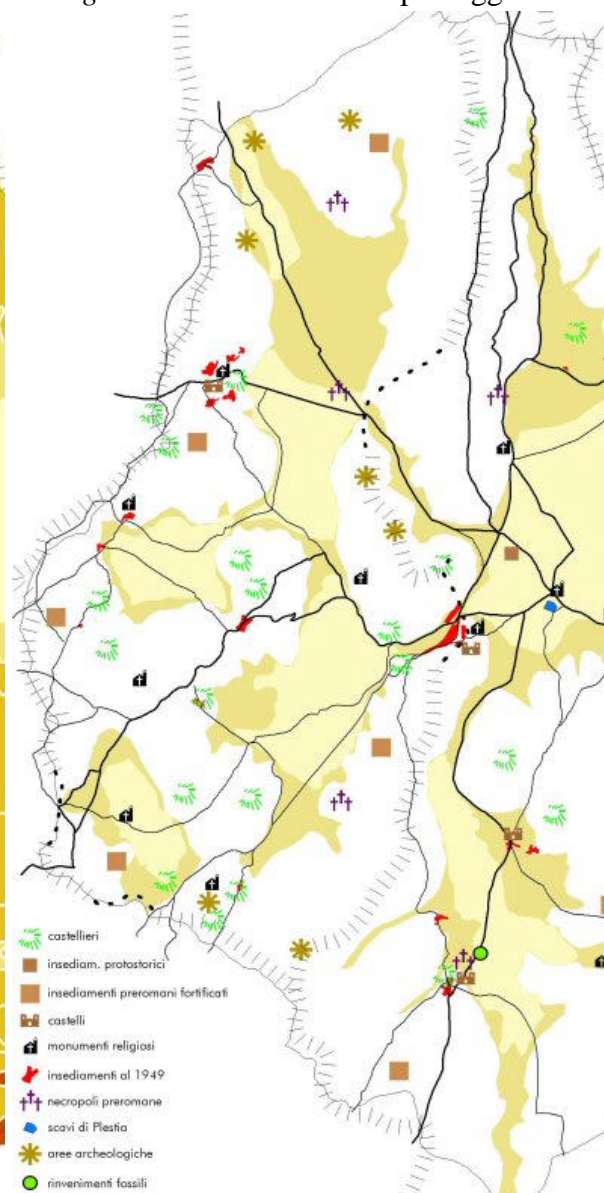 castellieri
insediam. protostorici
insediamenti preromani fortificati
castelli
monumenti religiosi
insediamenti al 1949
necropoli preromane
scavi di Plestia
aree archeologiche
rinvenimenti fossili